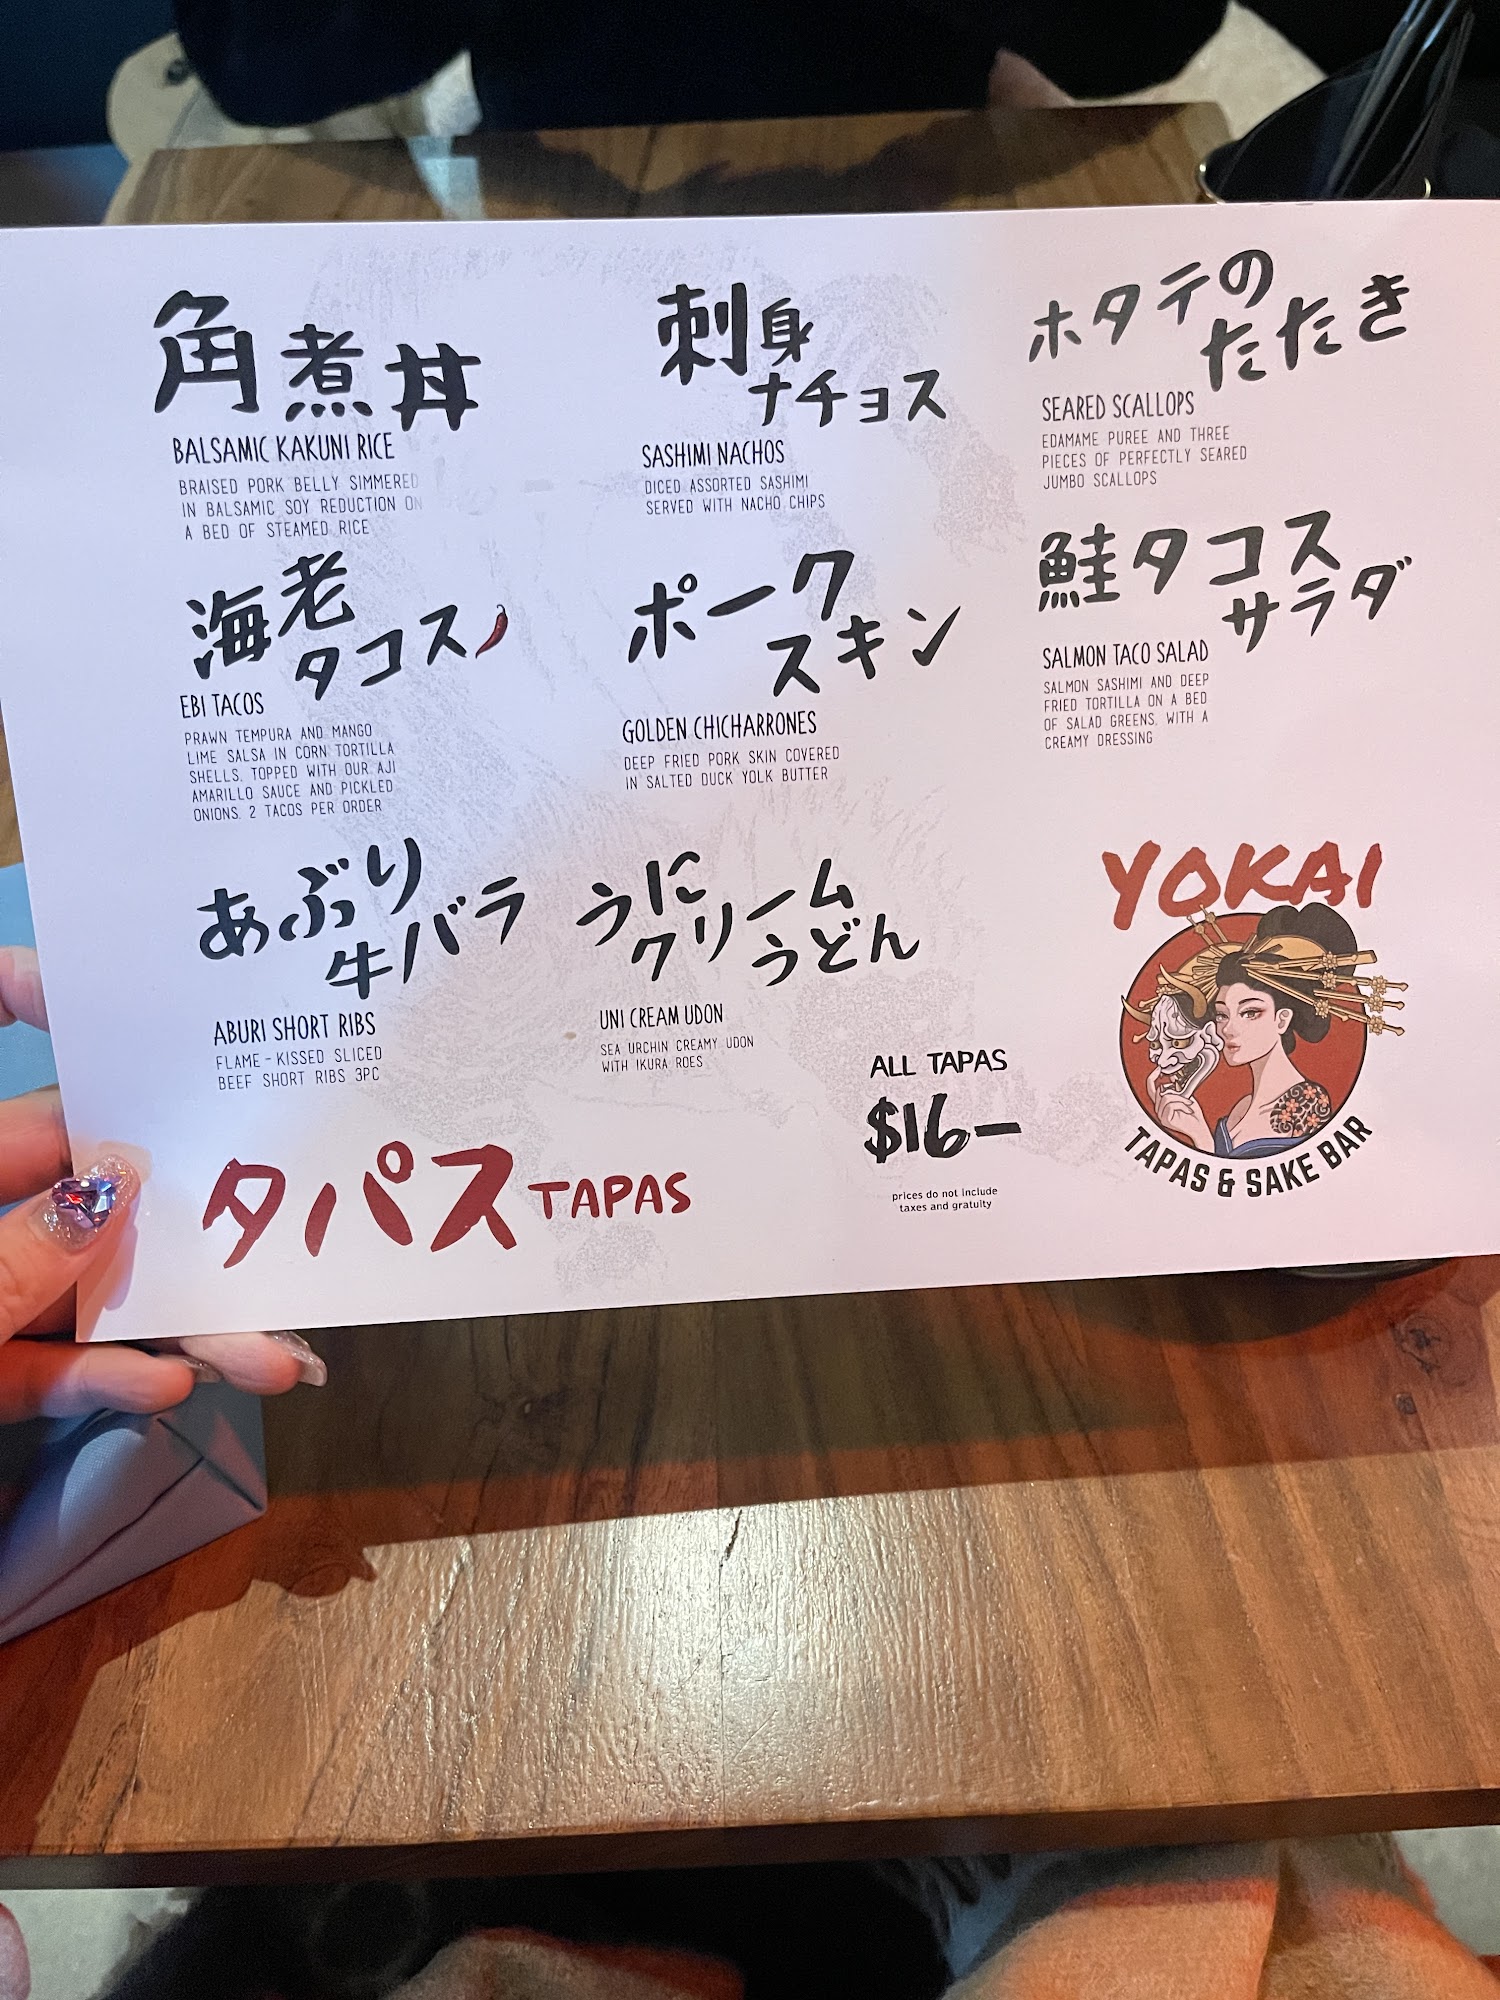 角煮丼
BALSAMIC KAKUNI RICE
BRAISED PORK BELLY SIMMERED
IN BALSAMIC SOY REDUCTION ON
A BED OF STEAMED RICE
海老
タコス
EBI TACOS
PRAWN TEMPURA AND MANGO
LIME SALSA IN CORN TORTILLA
SHELLS, TOPPED WITH OUR AJI
AMARILLO SAUCE AND PICKLED
ONIONS. 2 TACOS PER ORDER
あぶり
牛バラ
ABURI SHORT RIBS
FLAME-KISSED SLICED
BEEF SHORT RIBS 3PC
刺身
ナチョス
SASHIMI NACHOS
DICED ASSORTED SASHIMI
SERVED WITH NACHO CHIPS
ポーク
スキン
GOLDEN CHICHARRONES
DEEP FRIED PORK SKIN COVERED
IN SALTED DUCK YOLK BUTTER
うに
クリーム
うどん
UNI CREAM UDON
SEA URCHIN CREAMY UDON
WITH IKURA ROES
ホタテの
たたき
SEARED SCALLOPS
EDAMAME PUREE AND THREE
PIECES OF PERFECTLY SEARED
JUMBO SCALLOPS
鮭タコス
サラダ
SALMON TACO SALAD
SALMON SASHIMI AND DEEP
FRIED TORTILLA ON A BED
OF SALAD GREENS, WITH A
CREAMY DRESSING
タパス TAPAS
ALL TAPAS
$16-
prices do not include
taxes and gratuity
YOKAI
TAPAS & SAKE BAR